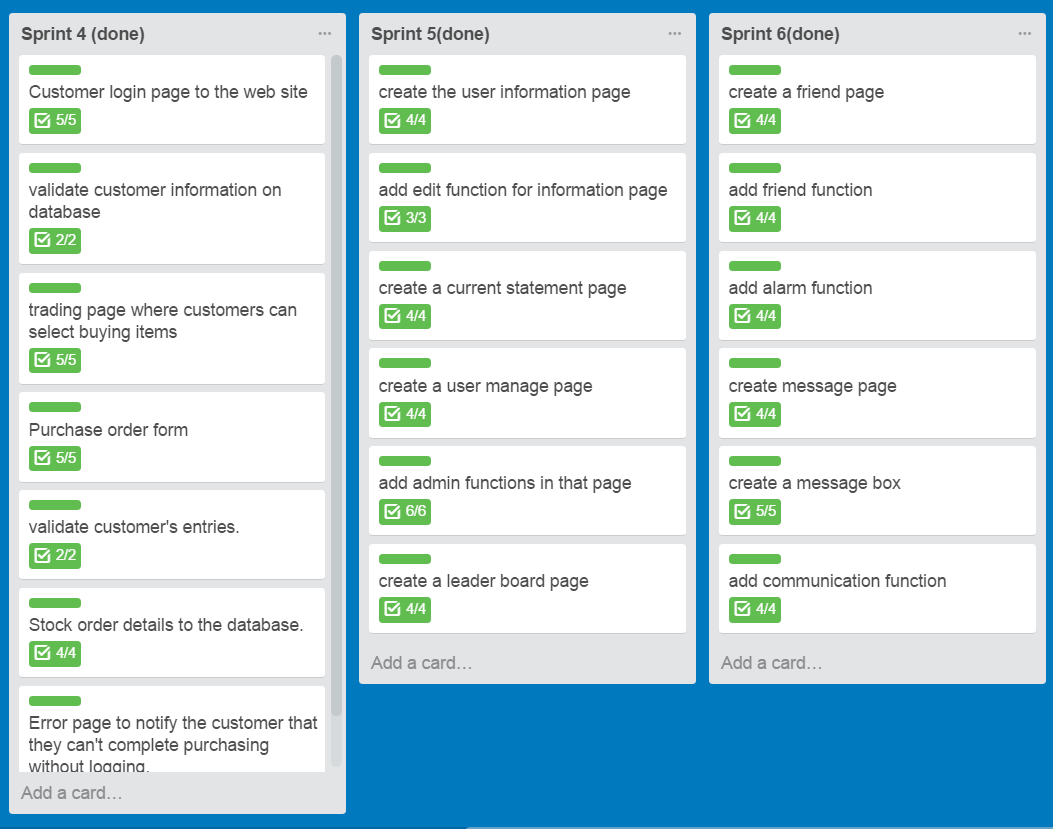 Sprint 4 (done)
Customer login page to the web site
5/5
validate customer information on
database
2/2
trading page where customers can
select buying items
5/5
Purchase order form
5/5
validate customer's entries.
2/2
Stock order details to the database.
4/4
Error page to notify the customer that
they can't complete purchasing
without logging.
Add a card…
Sprint 5(done)
create the user information page
4/4
add edit function for information page
3/3
create a current statement page
4/4
create a user manage page
4/4
add admin functions in that page
6/6
create a leader board page
4/4
Add a card…
Sprint 6(done)
create a friend page
4/4
add friend function
4/4
add alarm function
4/4
create message page
4/4
create a message box
5/5
add communication function
4/4
Add a card…